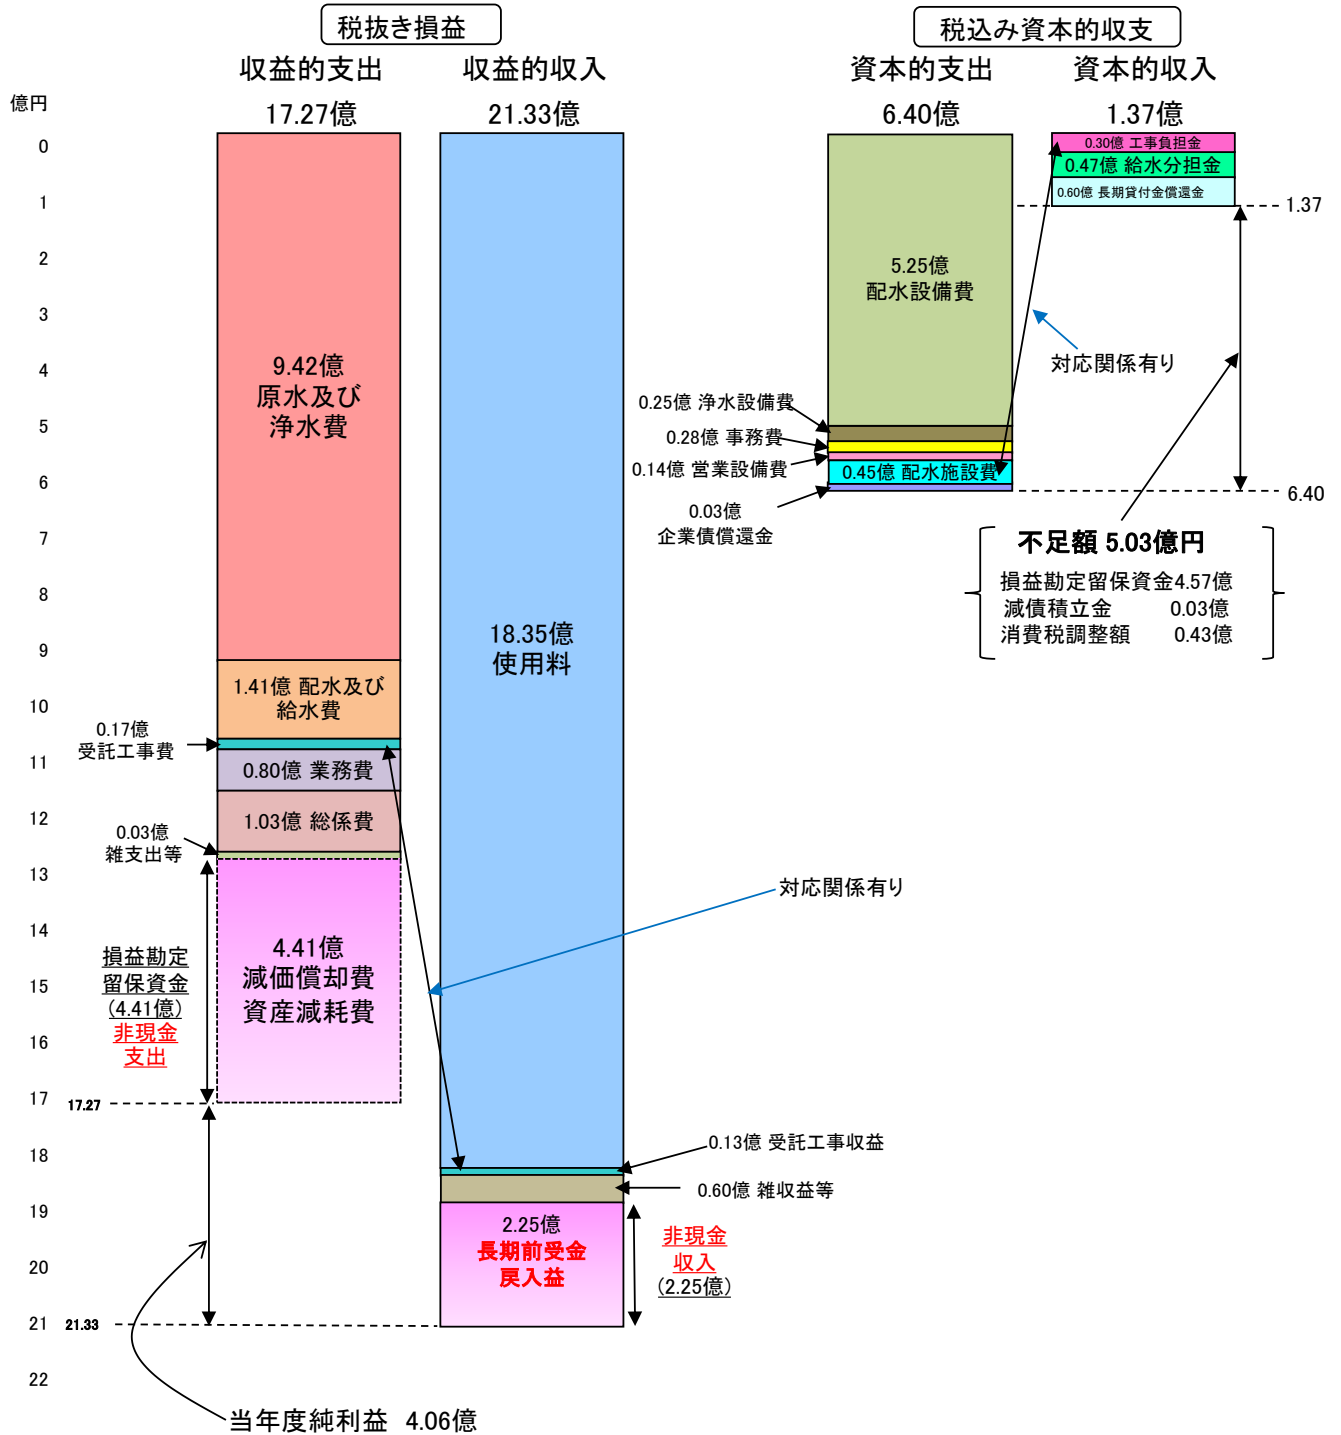 税抜き損益
税込み資本的収支
収益的支出
収益的収入
資本的支出
資本的収入
億円
17.27億
21.33億
6.40億
1.37億
0
1
2
3
4
5
6
7
8
9
10
11
12
13
14
15
16
17
18
19
20
21
22
9.42億
原水及び
浄水費
1.41億 配水及び
給水費
0.17億
受託工事費
0.80億 業務費
1.03億 総係費
0.03億
雑支出等
4.41億
減価償却費
資産減耗費
損益勘定
留保資金
(4.41億)
非現金
支出
17.27
21.33
当年度純利益 4.06億
18.35億
使用料
対応関係有り
0.13億 受託工事収益
0.60億 雑収益等
2.25億
長期前受金
戻入益
非現金
収入
(2.25億)
5.25億
配水設備費
0.25億 浄水設備費
0.28億 事務費
0.14億 営業設備費
0.45億 配水施設費
0.03億
企業債償還金
0.30億 工事負担金
0.47億 給水分担金
0.60億 長期貸付金償還金
1.37
対応関係有り
6.40
不足額 5.03億円
損益勘定留保資金4.57億
減債積立金 0.03億
消費税調整額 0.43億